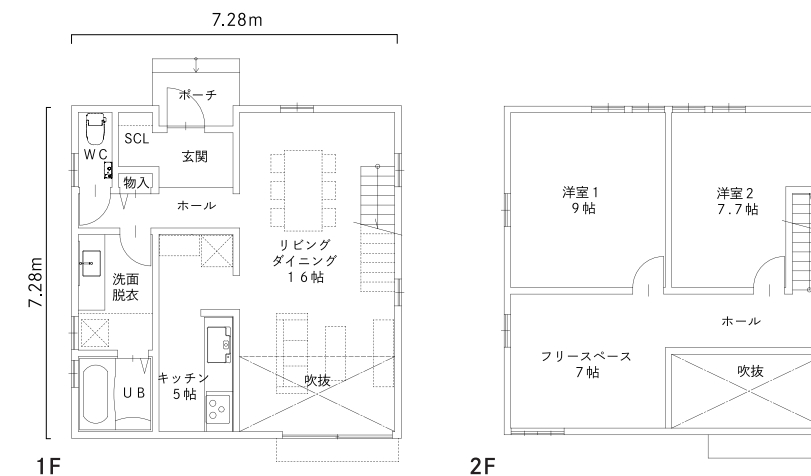 7.28m
ポーチ
SCL
WC
玄関
物入
ホール
リビング
ダイニング
16帖
洗面
脱衣
7.28m
キッチン
5帖
UB
吹抜
1F
洋室1
9帖
洋室2
7.7帖
ホール
フリースペース
7帖
吹抜
2F